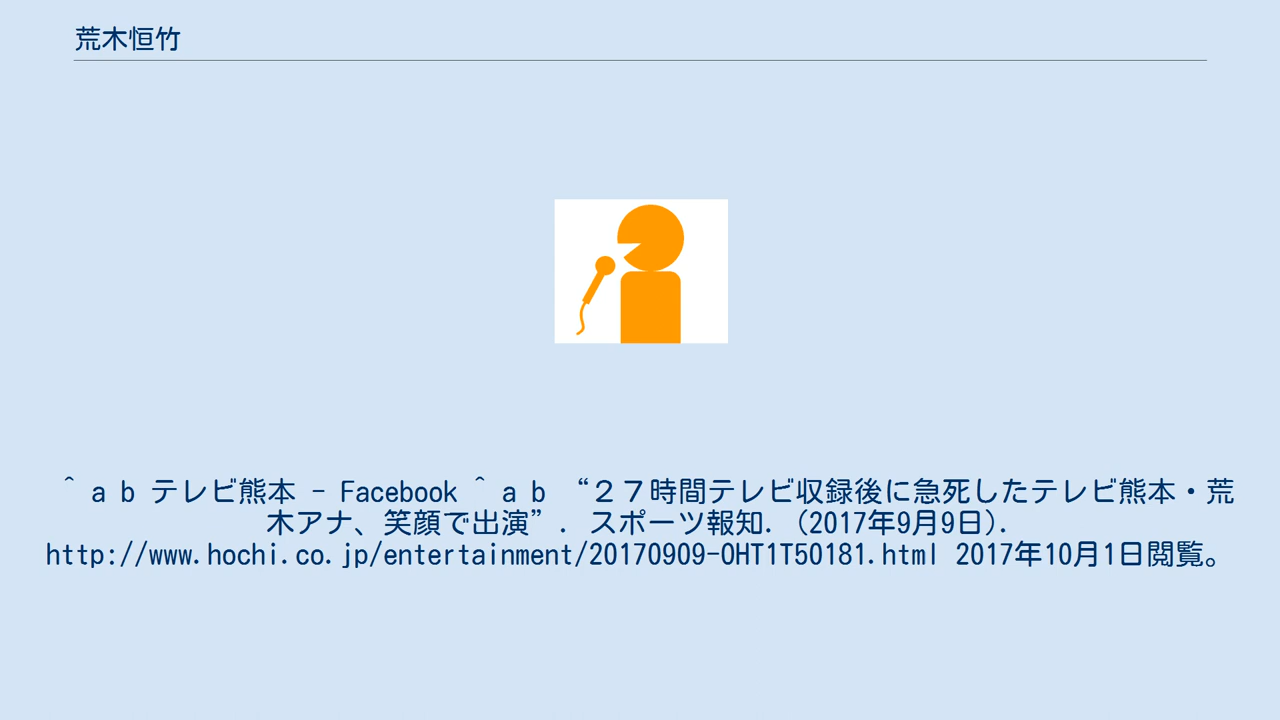 荒木恒竹
^ a b テレビ熊本 - Facebook ^ a b “２７時間テレビ収録後に急死したテレビ熊本・荒
木アナ、笑顔で出演”. スポーツ報知. (2017年9月9日).
http://www.hochi.co.jp/entertainment/20170909-OHT1T50181.html 2017年10月1日閲覧。